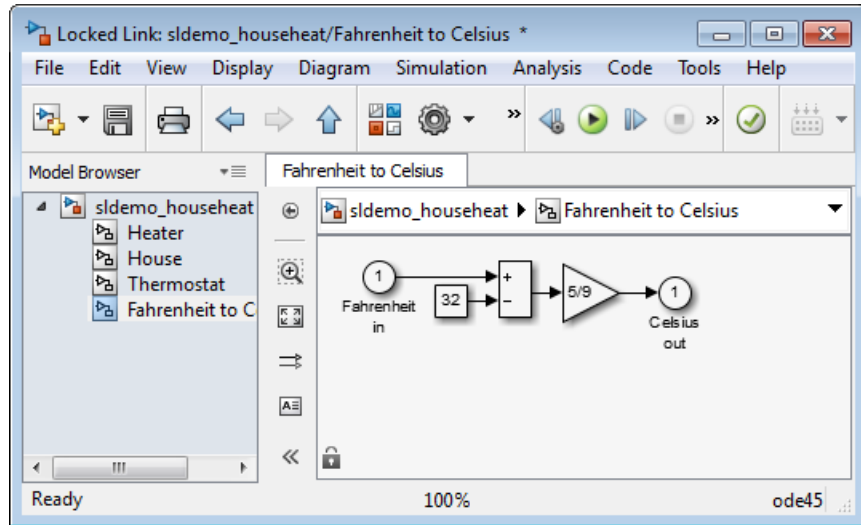 Locked Link: sldemo_househeat/Fahrenheit to Celsius *
File Edit View Display Diagram Simulation Analysis Code Tools Help
Model Browser
Fahrenheit to Celsius
sldemo_househeat
Heater
House
Thermostat
Fahrenheit to C
sldemo_househeat Fahrenheit to Celsius
1
Fahrenheit
in
32
+
−
5/9
1
Celsius
out
Ready 100% ode45